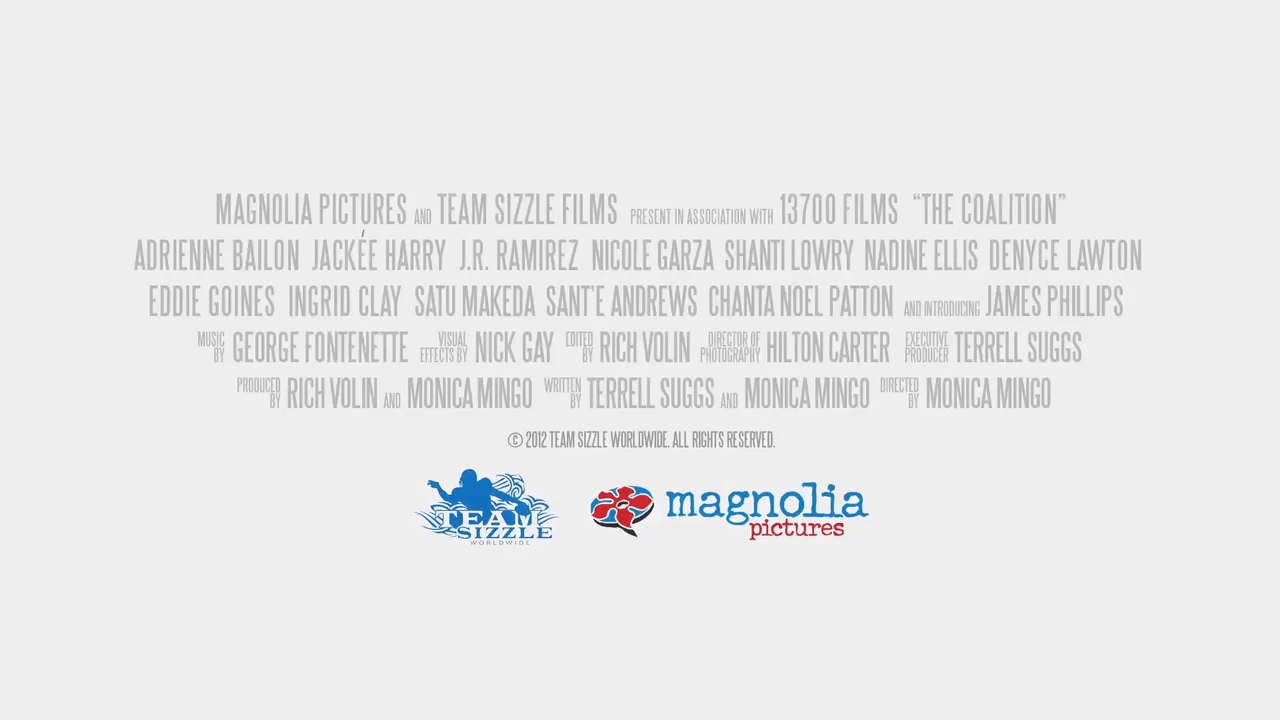 MAGNOLIA PICTURES AND TEAM SIZZLE FILMS PRESENT IN ASSOCIATION WITH 13700 FILMS “THE COALITION”
ADRIENNE BAILON JACKÉE HARRY J.R. RAMIREZ NICOLE GARZA SHANTI LOWRY NADINE ELLIS DENYCE LAWTON
EDDIE GOINES INGRID CLAY SATU MAKEDA SANT'E ANDREWS CHANTA NOEL PATTON AND INTRODUCING JAMES PHILLIPS
MUSIC BY GEORGE FONTENETTE VISUAL EFFECTS BY NICK GAY EDITED BY RICH VOLIN DIRECTOR OF PHOTOGRAPHY HILTON CARTER EXECUTIVE PRODUCER TERRELL SUGGS
PRODUCED BY RICH VOLIN AND MONICA MINGO WRITTEN BY TERRELL SUGGS AND MONICA MINGO DIRECTED BY MONICA MINGO
© 2012 TEAM SIZZLE WORLDWIDE. ALL RIGHTS RESERVED.
TEAM
SIZZLE
WORLDWIDE
magnolia
pictures